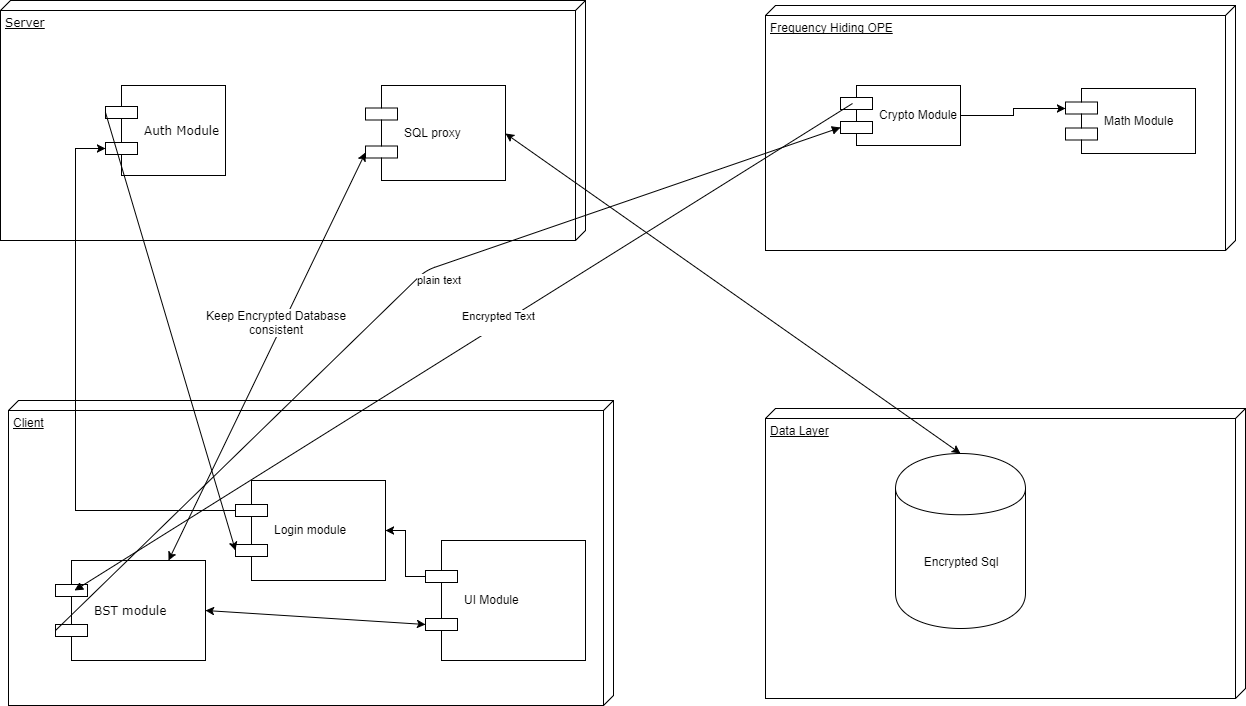 Server
Auth Module
SQL proxy
Frequency Hiding OPE
Crypto Module
Math Module
plain text
Keep Encrypted Database
consistent
Encrypted Text
Client
Login module
BST module
UI Module
Data Layer
Encrypted Sql